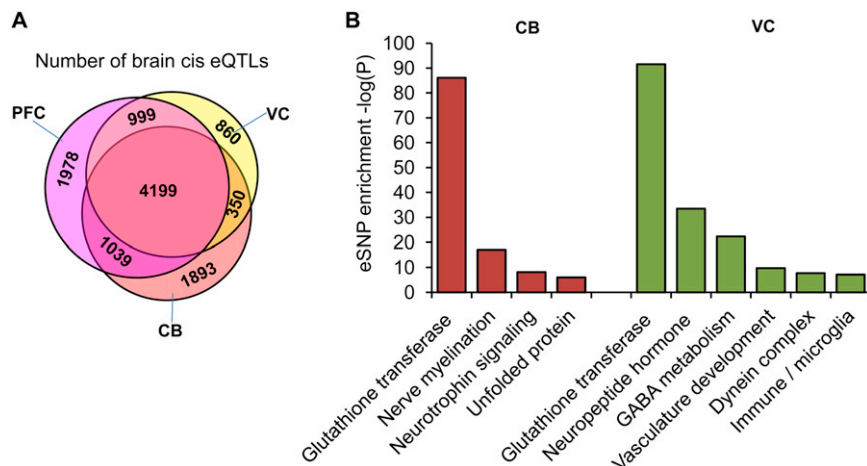 A
Number of brain cis eQTLs
PFC
VC
999
860
1978
4199
350
1039
1893
CB
B
CB
VC
eSNP enrichment -log(P)
100
90
80
70
60
50
40
30
20
10
0
Glutathione transferase
Nerve myelination
Neurotrophin signaling
Unfolded protein
Glutathione transferase
Neuropeptide hormone
GABA metabolism
Vasculature development
Dynein complex
Immune / microglia